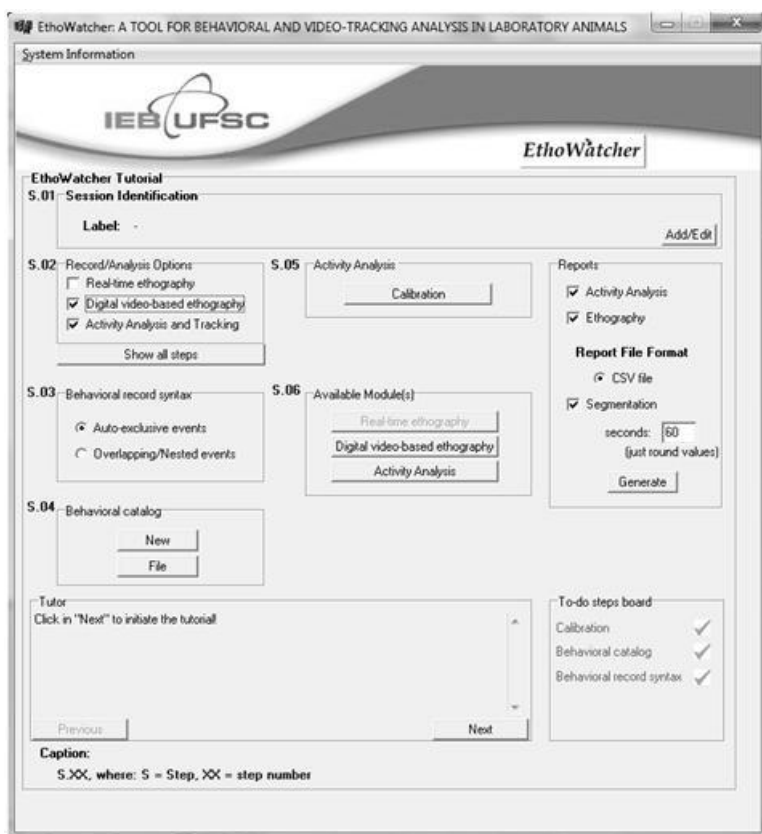 EthoWatcher: A TOOL FOR BEHAVIORAL AND VIDEO-TRACKING ANALYSIS IN LABORATORY ANIMALS
System Information
IEB UFSC
EthoWatcher
EthoWatcher Tutorial
S.01 Session Identification
Label: -
Add/Edit
S.02 Record/Analysis Options
Real-time ethography
Digital video-based ethography
Activity Analysis and Tracking
Show all steps
S.03 Behavioral record syntax
Auto-exclusive events
Overlapping/Nested events
S.04 Behavioral catalog
New
File
S.05 Activity Analysis
Calibration
S.06 Available Module(s)
Real-time ethography
Digital video-based ethography
Activity Analysis
Reports
Activity Analysis
Ethography
Report File Format
CSV file
Segmentation
seconds: 60
(just round values)
Generate
Tutor
Click in "Next" to initiate the tutorial!
Previous
Next
To-do steps board
Calibration
Behavioral catalog
Behavioral record syntax
Caption:
S.XX, where: S = Step, XX = step number